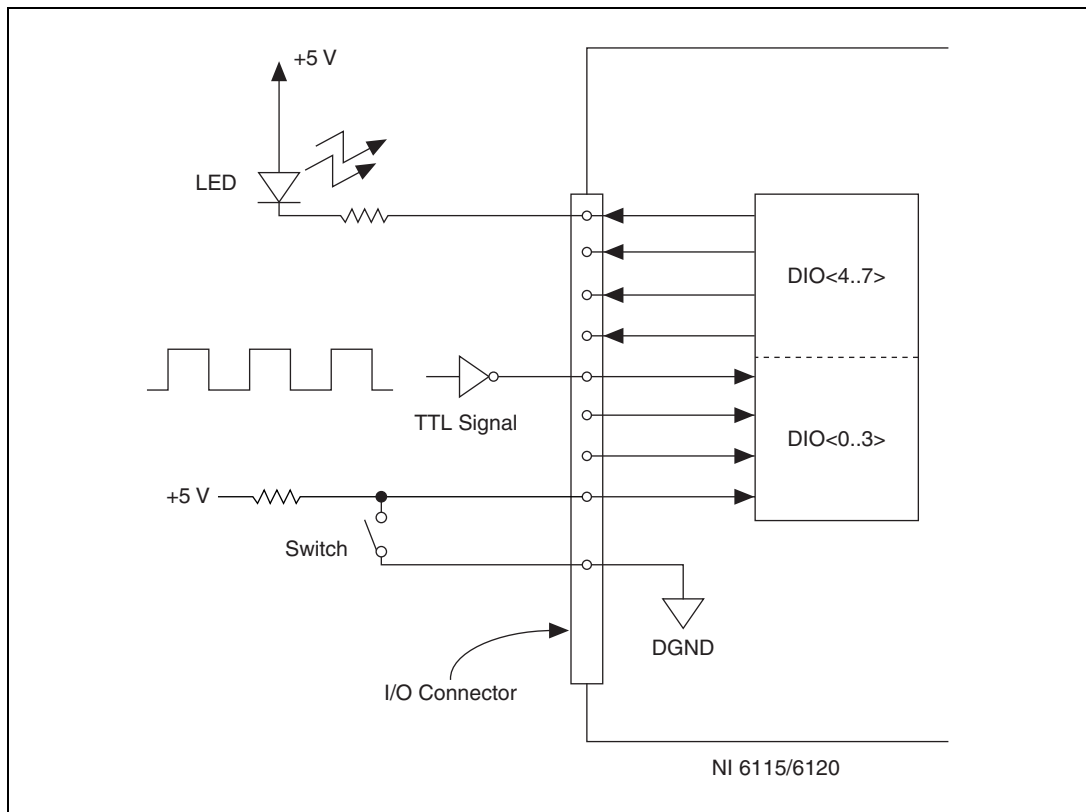 +5 V
LED
DIO<4..7>
TTL Signal
DIO<0..3>
+5 V
Switch
DGND
I/O Connector
NI 6115/6120